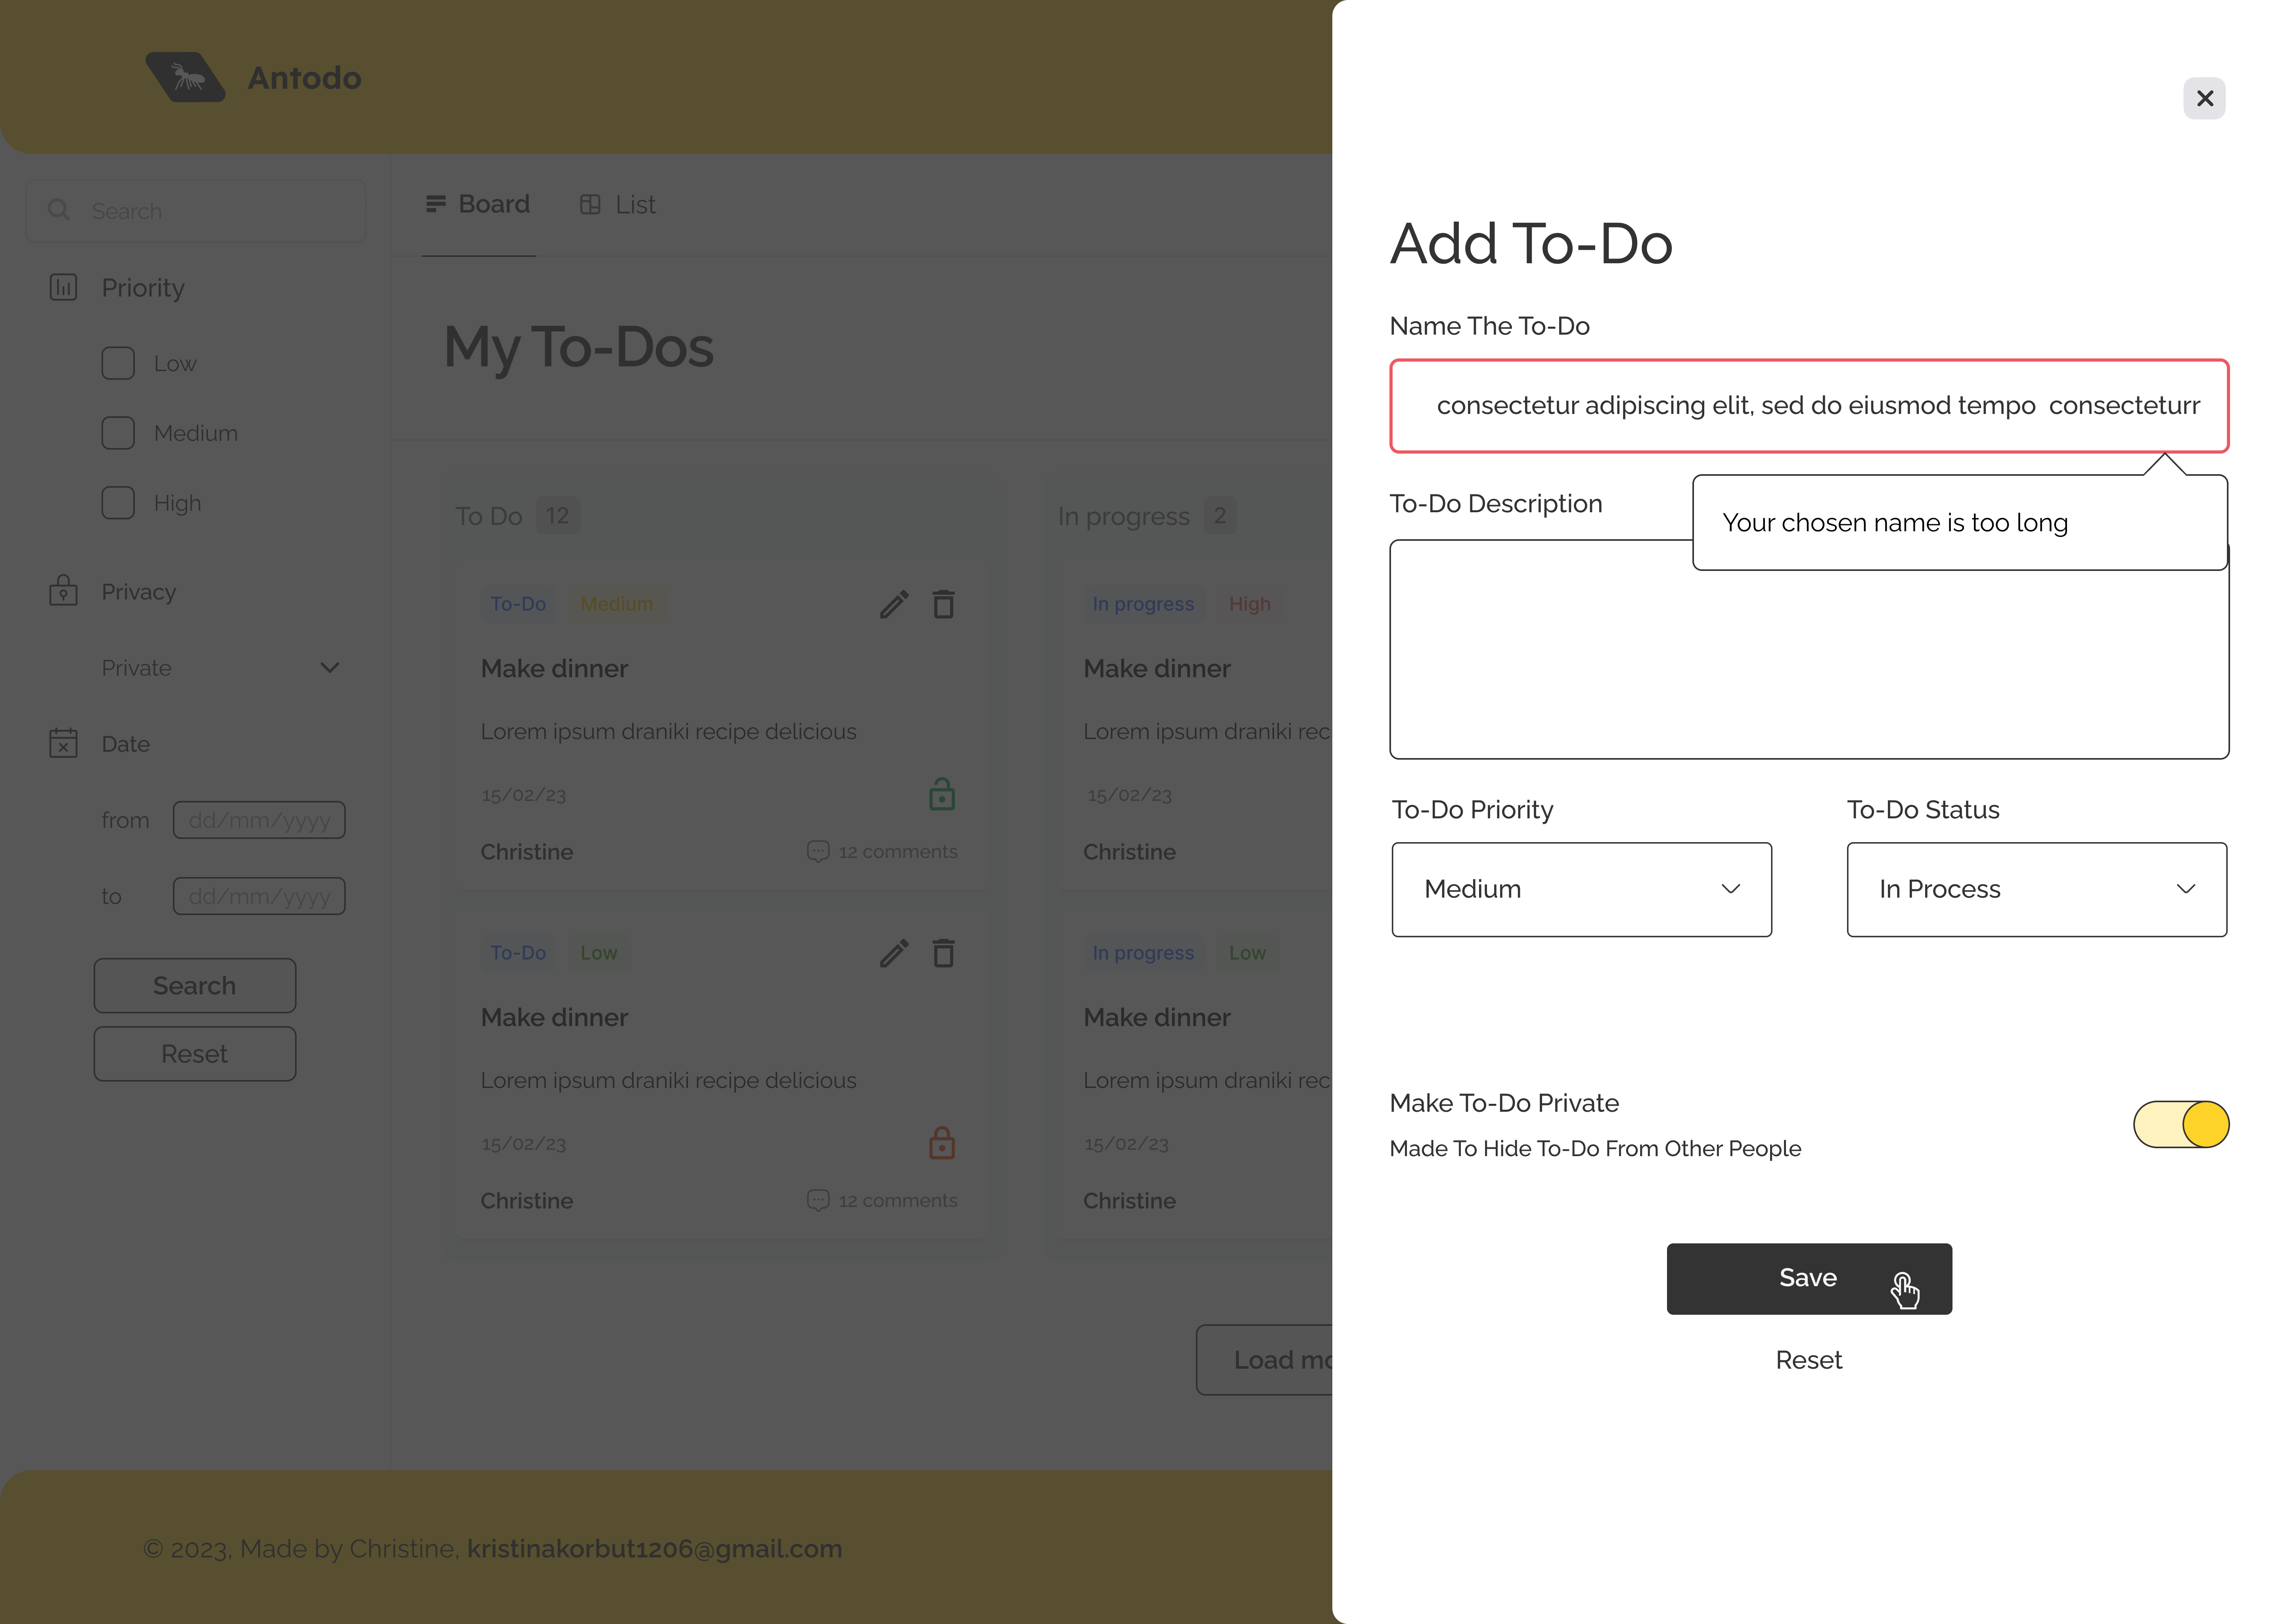 Antodo
Search
Priority
Low
Medium
High
Privacy
Private
Date
from dd/mm/yyyy
to dd/mm/yyyy
Search
Reset
Board List
My To-Dos
To Do 12
To-Do Medium
Make dinner
Lorem ipsum draniki recipe delicious
15/02/23
Christine 12 comments
To-Do Low
Make dinner
Lorem ipsum draniki recipe delicious
15/02/23
Christine 12 comments
In progress 2
In progress High
Make dinner
Lorem ipsum draniki rec
15/02/23
Christine
In progress Low
Make dinner
Lorem ipsum draniki rec
15/02/23
Christine
Load mo
© 2023, Made by Christine, kristinakorbut1206@gmail.com
Add To-Do
Name The To-Do
consectetur adipiscing elit, sed do eiusmod tempo consecteturr
Your chosen name is too long
To-Do Description
To-Do Priority To-Do Status
Medium In Process
Make To-Do Private
Made To Hide To-Do From Other People
Save
Reset